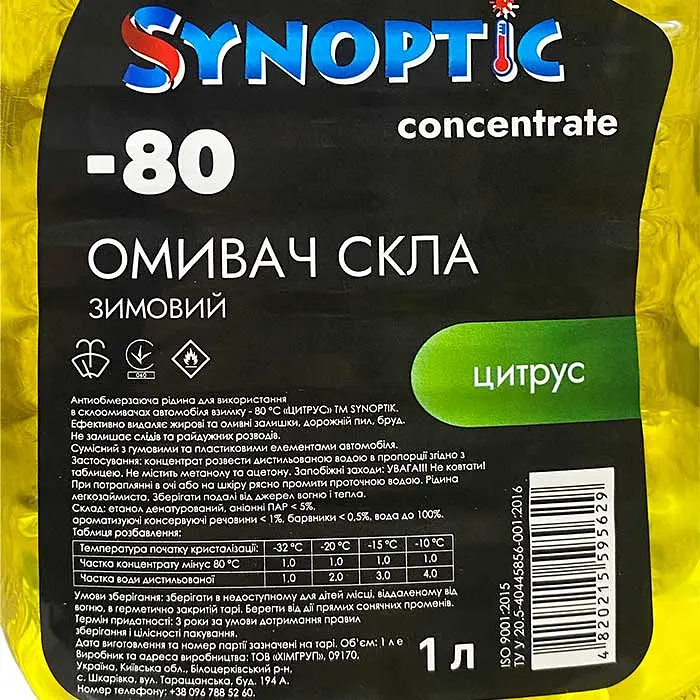 SYNOPTIC
concentrate
-80
ОМИВАЧ СКЛА
ЗИМОВИЙ
цитрус
Антиобмерзаюча рідина для використання
в склоомивачах автомобіля взимку - 80 °C «ЦИТРУС» ТМ SYNOPTIK.
Ефективно видаляє жирові та оливні залишки, дорожній пил, бруд.
Не залишає слідів та райдужних розводів.
Сумісний з гумовими та пластиковими елементами автомобіля.
Застосування: концентрат розвести дистильованою водою в пропорції згідно з
таблицею. Не містить метанолу та ацетону. Запобіжні заходи: УВАГА!!! Не ковтати!
При потраплянні в очі або на шкіру рясно промити проточною водою. Рідина
легкозаймиста. Зберігати подалі від джерел вогню і тепла.
Склад: етанол денатурований, аніонні ПАР < 5%,
ароматизуючі консервуючі речовини < 1%, барвники < 0,5%, вода до 100%.
Таблиця розбавлення:
Температура початку кристалізації: -32 °C -20 °C -15 °C -10 °C
Частка концентрату мінус 80 °C 1.0 1,0 1.0 1.0
Частка води дистильованої 1.0 2.0 3.0 4.0
Умови зберігання: зберігати в недоступному для дітей місці, віддаленому від
вогню, в герметично закритій тарі. Берегти від дії прямих сонячних променів.
Термін придатності: 3 роки за умови дотримання правил
зберігання і цілісності пакування.
Дата виготовлення та номер партії зазначені на тарі. Об'єм: 1 л е
Виробник та адреса виробництва: ТОВ «ХІМГРУП», 09170.
Україна, Київська обл., Білоцерківський р-н.
с. Шкарівка, вул. Таращанська, буд. 194 А.
Номер телефону: +38 096 788 52 60.
1 л
ISO 9001:2015
ТУ У 20.5-40445856-001:2016
4820215595629